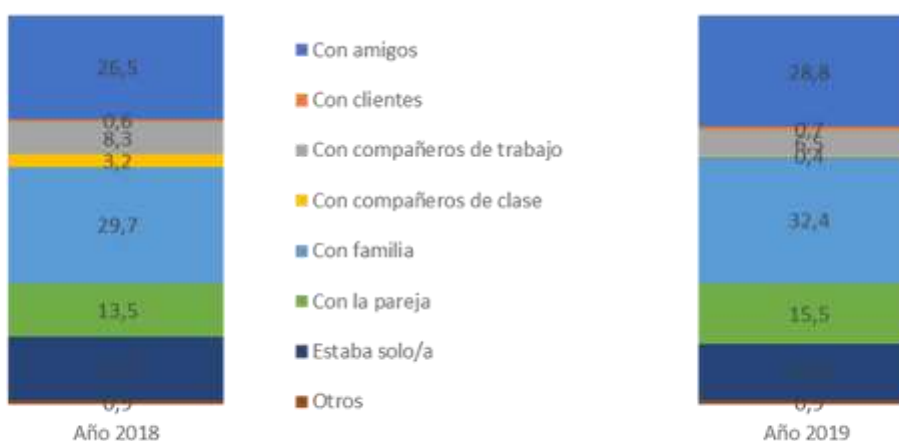 26,5
0,6
8,3
3,2
29,7
13,5
Año 2018
Con amigos
Con clientes
Con compañeros de trabajo
Con compañeros de clase
Con familia
Con la pareja
Estaba solo/a
Otros
28,8
0,7
0,4
32,4
15,5
Año 2019